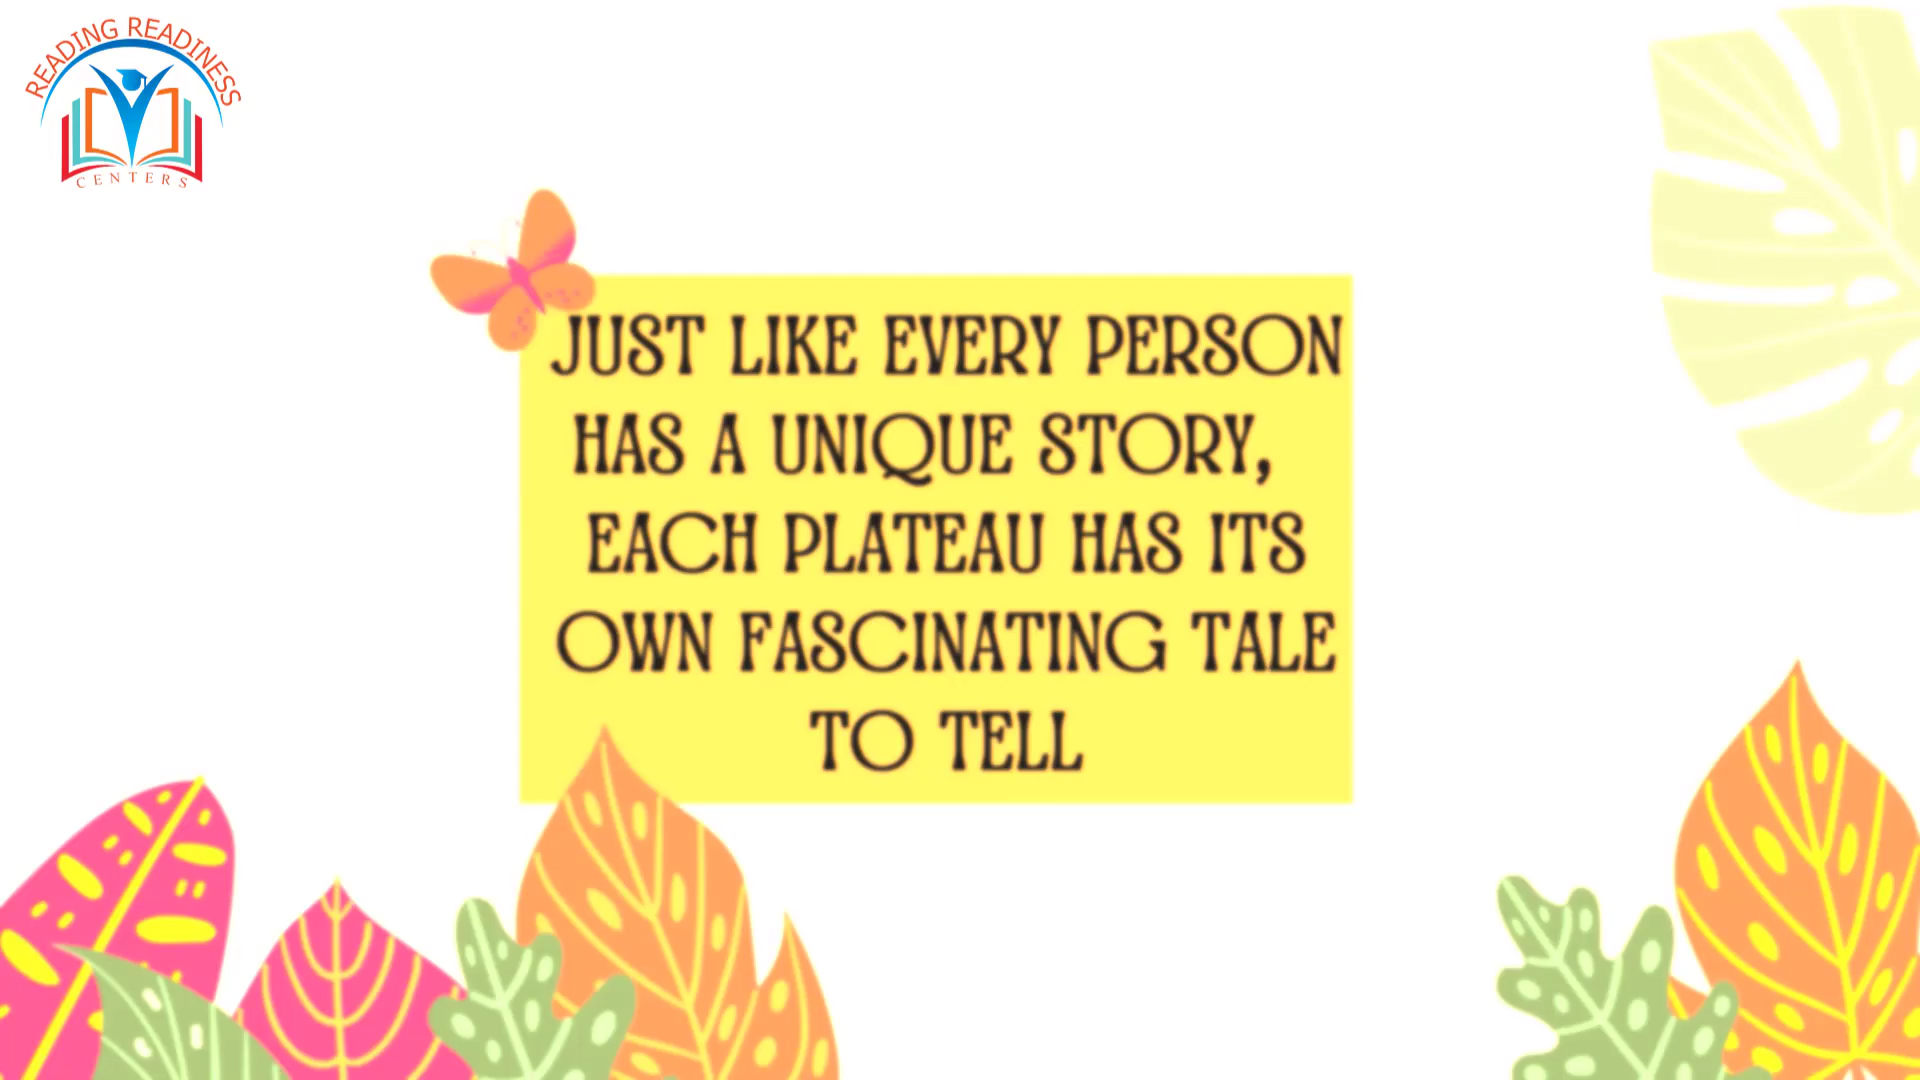 READING READINESS
CENTERS
JUST LIKE EVERY PERSON
HAS A UNIQUE STORY,
EACH PLATEAU HAS ITS
OWN FASCINATING TALE
TO TELL